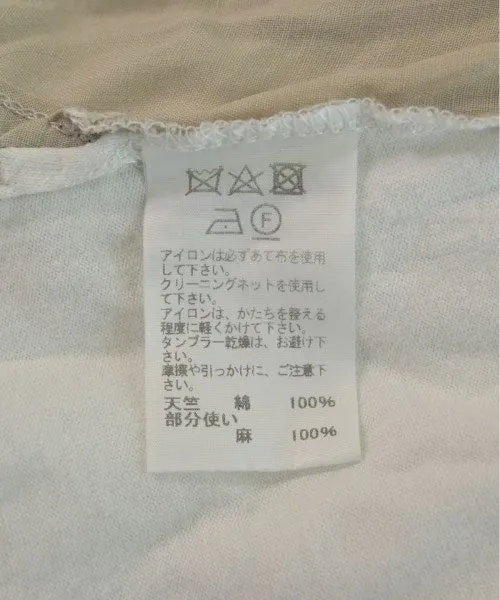 F
アイロンは必ずあて布を使用
して下さい。
クリーニングネットを使用し
て下さい。
アイロンは、かたちを整える
程度に軽くかけて下さい。
タンブラー乾燥は、お避け下
さい。
摩擦や引っかけに、ご注意下
さい。
天竺 綿 100%
部分使い
麻 100%